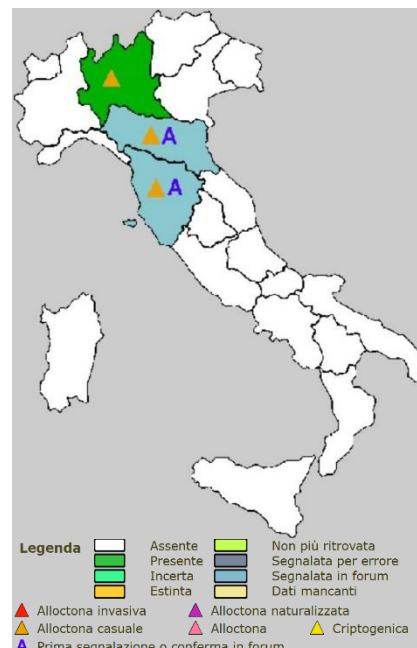 A
A
Legenda
Assente Non più ritrovata
Presente Segnalata per errore
Incerta Segnalata in forum
Estinta Dati mancanti
Alloctona invasiva Alloctona naturalizzata
Alloctona casuale Alloctona Criptogenica
A Prima segnalazione o conferma in forum